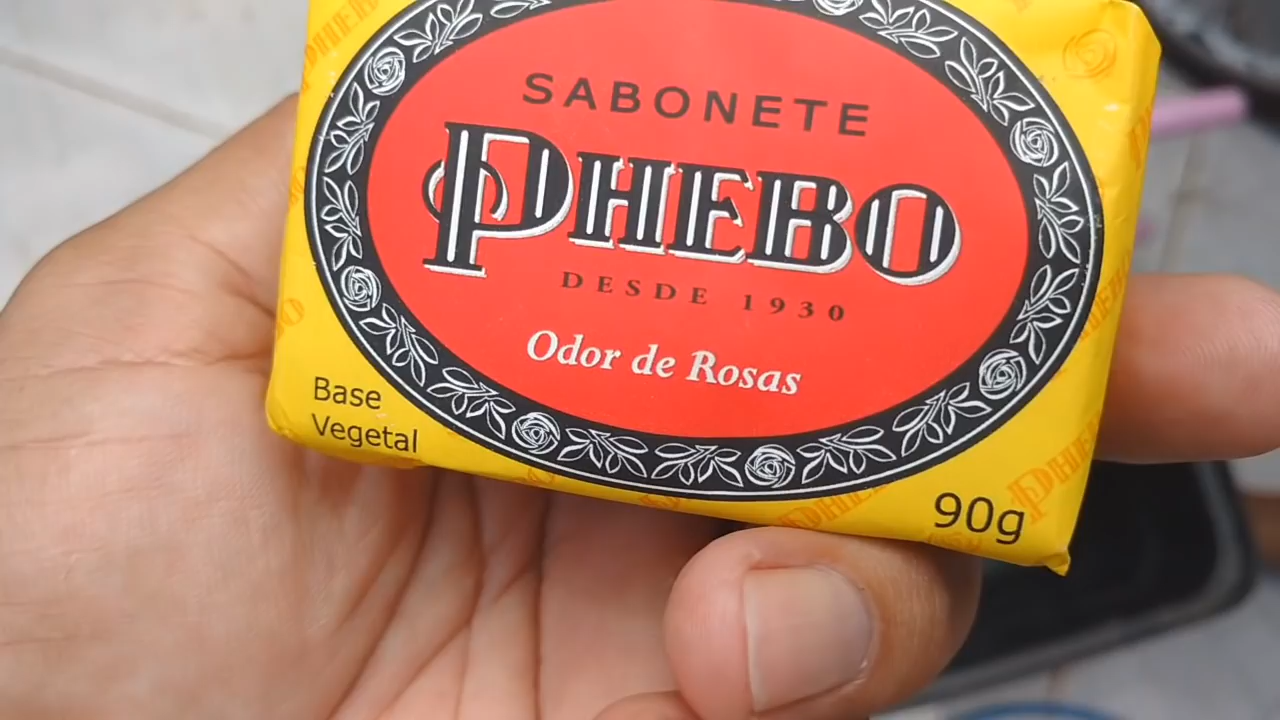 SABONETE
PHEBO
DESDE 1930
Odor de Rosas
Base
Vegetal
90g